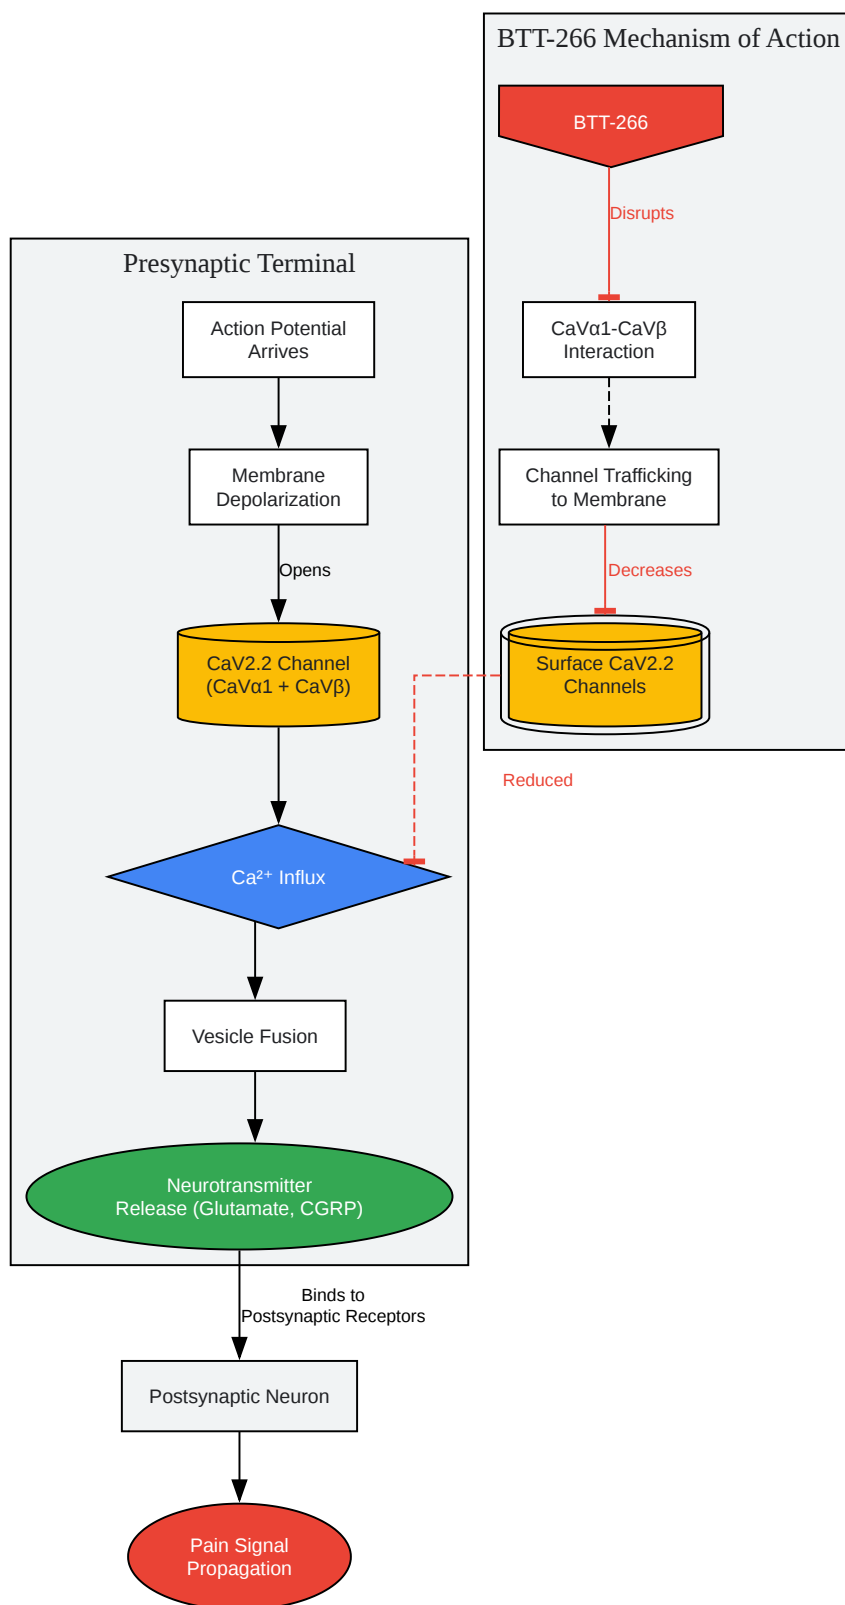 BTT-266 Mechanism of Action
BTT-266
Disrupts
CaVα1-CaVβ
Interaction
Channel Trafficking
to Membrane
Decreases
Surface CaV2.2
Channels
Reduced
Presynaptic Terminal
Action Potential
Arrives
Membrane
Depolarization
Opens
CaV2.2 Channel
(CaVα1 + CaVβ)
Ca²⁺ Influx
Vesicle Fusion
Neurotransmitter
Release (Glutamate, CGRP)
Binds to
Postsynaptic Receptors
Postsynaptic Neuron
Pain Signal
Propagation